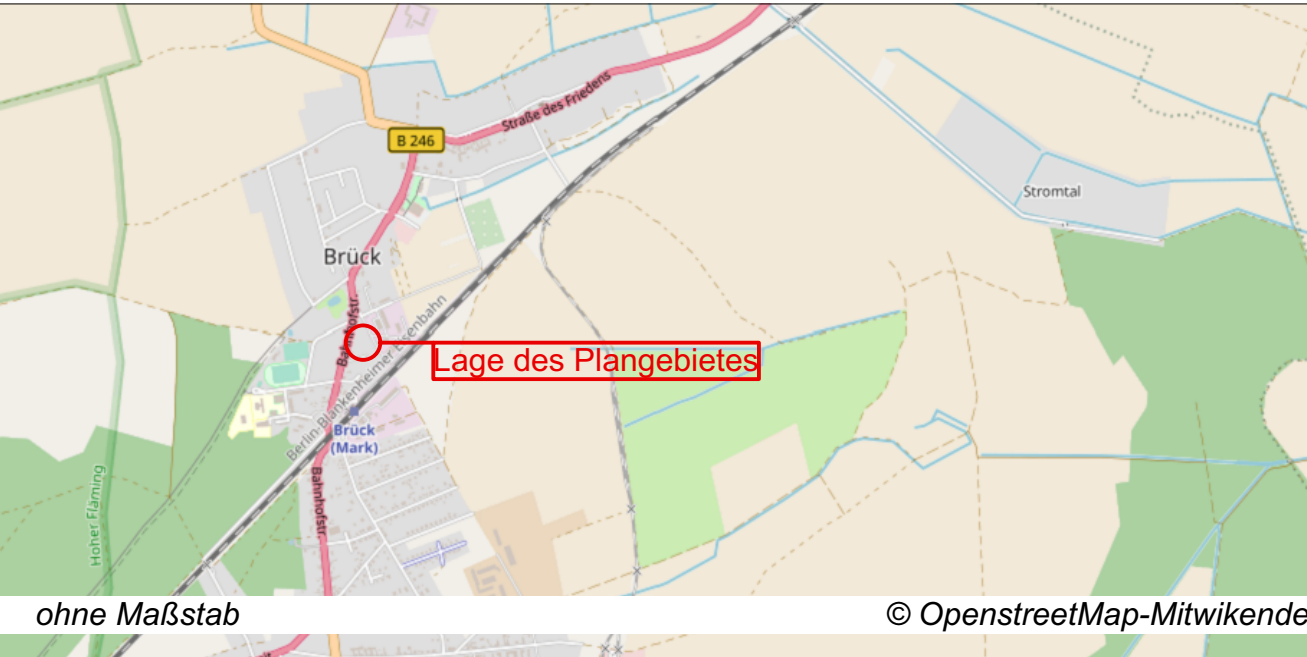 Straße des Friedens
B 246
Stromtal
Brück
Bahnhofstr.
Berlin-Blankenheimer Eisenbahn
Lage des Plangebietes
Brück
(Mark)
Bahnhofstr.
Hoher Fläming
ohne Maßstab
© OpenstreetMap-Mitwikende